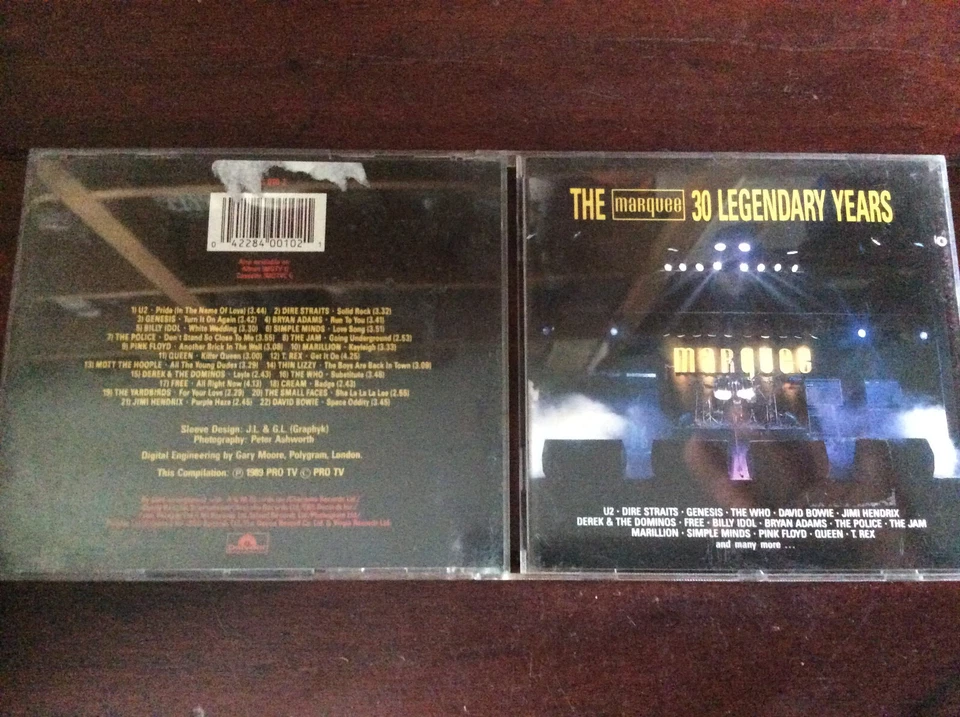 0 42284 00102 1
Also available on
1) U2 · Pride (In The Name Of Love) (3.44) 2) DIRE STRAITS · Solid Rock (3.32)
3) GENESIS · Turn It On Again (3.42) 4) BRYAN ADAMS · Run To You (3.41)
5) BILLY IDOL · White Wedding (3.30) 6) SIMPLE MINDS · Love Song (3.51)
7) THE POLICE · Don't Stand So Close To Me (3.55) 8) THE JAM · Going Underground (2.53)
9) PINK FLOYD · Another Brick In The Wall (3.08) 10) MARILLION · Kayleigh (3.33)
11) QUEEN · Killer Queen (3.00) 12) T. REX · Get It On (4.25)
13) MOTT THE HOOPLE · All The Young Dudes (3.29) 14) THIN LIZZY · The Boys Are Back In Town (3.09)
15) DEREK & THE DOMINOS · Layla (2.43) 16) THE WHO · Substitute (3.46)
17) FREE · All Right Now (4.13) 18) CREAM · Badge (2.43)
19) THE YARDBIRDS · For Your Love (2.29) 20) THE SMALL FACES · Sha La La La Lee (2.55)
21) JIMI HENDRIX · Purple Haze (2.45) 22) DAVID BOWIE · Space Oddity (3.45)
Sleeve Design: J.L. & G.L. (Graphyk)
Photography: Peter Ashworth
Digital Engineering by Gary Moore, Polygram, London.
This Compilation: Ⓟ 1989 PRO TV © PRO TV
THE marquee 30 LEGENDARY YEARS
marquee
U2 · DIRE STRAITS · GENESIS · THE WHO · DAVID BOWIE · JIMI HENDRIX
DEREK & THE DOMINOS · FREE · BILLY IDOL · BRYAN ADAMS · THE POLICE · THE JAM
MARILLION · SIMPLE MINDS · PINK FLOYD · QUEEN · T. REX
and many more ...